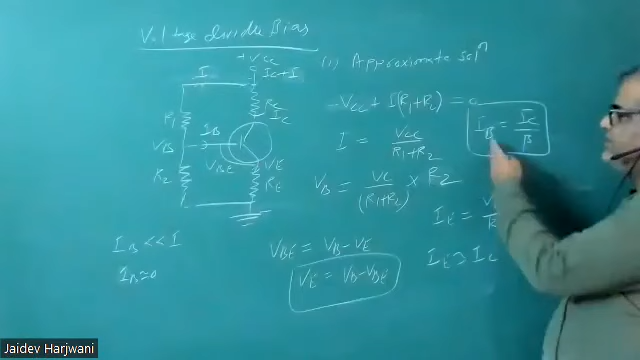 Voltage divider Bias
+VCC
I
IC+I
RC
IC
R1
IB
VB
VBE
VE
R2
RE
IB << I
IB ≃ 0
(1) Approximate Soln
-VCC + I(R1+R2) = 0
I = VCC / R1+R2
VB = VCC / (R1+R2) × R2
VBE = VB - VE
VE = VB - VBE
IB = IC / β
IE = V
IE ≃ IC
Jaidev Harjwani